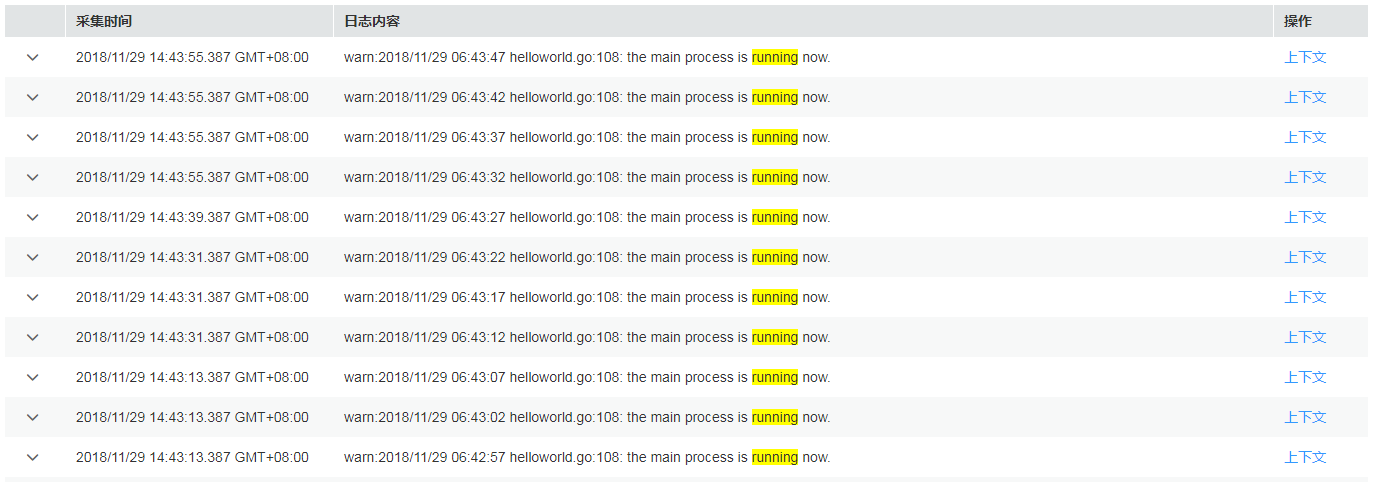 采集时间 日志内容 操作
2018/11/29 14:43:55.387 GMT+08:00 warn:2018/11/29 06:43:47 helloworld.go:108: the main process is running now. 上下文
2018/11/29 14:43:55.387 GMT+08:00 warn:2018/11/29 06:43:42 helloworld.go:108: the main process is running now. 上下文
2018/11/29 14:43:55.387 GMT+08:00 warn:2018/11/29 06:43:37 helloworld.go:108: the main process is running now. 上下文
2018/11/29 14:43:55.387 GMT+08:00 warn:2018/11/29 06:43:32 helloworld.go:108: the main process is running now. 上下文
2018/11/29 14:43:39.387 GMT+08:00 warn:2018/11/29 06:43:27 helloworld.go:108: the main process is running now. 上下文
2018/11/29 14:43:31.387 GMT+08:00 warn:2018/11/29 06:43:22 helloworld.go:108: the main process is running now. 上下文
2018/11/29 14:43:31.387 GMT+08:00 warn:2018/11/29 06:43:17 helloworld.go:108: the main process is running now. 上下文
2018/11/29 14:43:31.387 GMT+08:00 warn:2018/11/29 06:43:12 helloworld.go:108: the main process is running now. 上下文
2018/11/29 14:43:13.387 GMT+08:00 warn:2018/11/29 06:43:07 helloworld.go:108: the main process is running now. 上下文
2018/11/29 14:43:13.387 GMT+08:00 warn:2018/11/29 06:43:02 helloworld.go:108: the main process is running now. 上下文
2018/11/29 14:43:13.387 GMT+08:00 warn:2018/11/29 06:42:57 helloworld.go:108: the main process is running now. 上下文